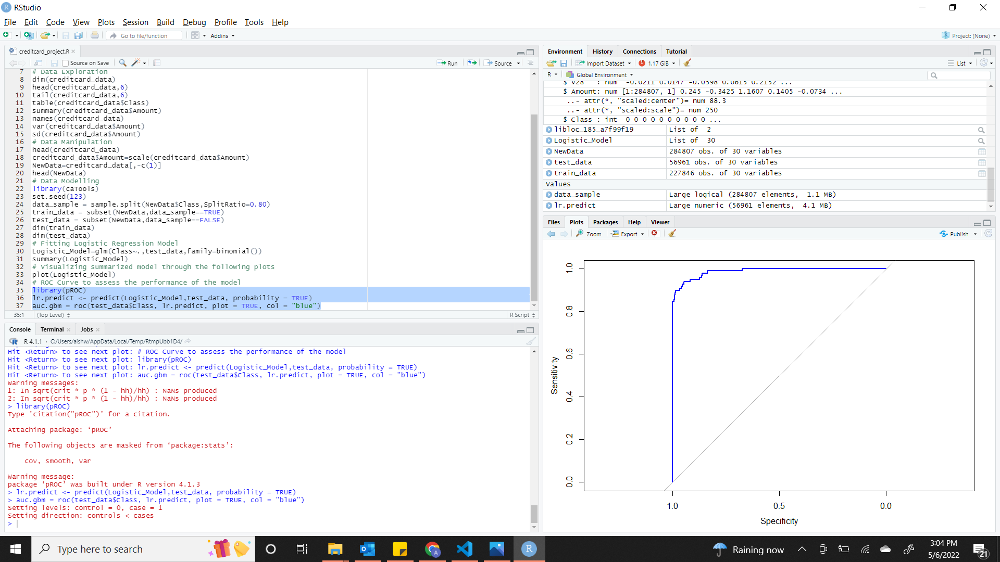 RStudio
File Edit Code View Plots Session Build Debug Profile Tools Help
Go to file/function Addins Project: (None)
creditcard_project.R
Source on Save Run Source
7 # Data Exploration
8 dim(creditcard_data)
9 head(creditcard_data,6)
10 tail(creditcard_data,6)
11 table(creditcard_data$Class)
12 summary(creditcard_data$Amount)
13 names(creditcard_data)
14 var(creditcard_data$Amount)
15 sd(creditcard_data$Amount)
16 # Data Manipulation
17 head(creditcard_data)
18 creditcard_data$Amount=scale(creditcard_data$Amount)
19 NewData=creditcard_data[,-c(1)]
20 head(NewData)
21 # Data Modelling
22 library(caTools)
23 set.seed(123)
24 data_sample = sample.split(NewData$Class,SplitRatio=0.80)
25 train_data = subset(NewData,data_sample==TRUE)
26 test_data = subset(NewData,data_sample==FALSE)
27 dim(train_data)
28 dim(test_data)
29 # Fitting Logistic Regression Model
30 Logistic_Model=glm(Class~.,test_data,family=binomial())
31 summary(Logistic_Model)
32 # Visualizing summarized model through the following plots
33 plot(Logistic_Model)
34 # ROC Curve to assess the performance of the model
35 library(pROC)
36 lr.predict <- predict(Logistic_Model,test_data, probability = TRUE)
37 auc.gbm = roc(test_data$Class, lr.predict, plot = TRUE, col = "blue")
35:1 (Top Level) R Script
Console Terminal Jobs
R 4.1.1 · C:/Users/aishw/AppData/Local/Temp/RtmpUbb1D4/
Hit <Return> to see next plot: # ROC Curve to assess the performance of the model
Hit <Return> to see next plot: library(pROC)
Hit <Return> to see next plot: lr.predict <- predict(Logistic_Model,test_data, probability = TRUE)
Hit <Return> to see next plot: auc.gbm = roc(test_data$Class, lr.predict, plot = TRUE, col = "blue")
Warning messages:
1: In sqrt(crit * p * (1 - hh)/hh) : NaNs produced
2: In sqrt(crit * p * (1 - hh)/hh) : NaNs produced
> library(pROC)
Type 'citation("pROC")' for a citation.
Attaching package: ‘pROC’
The following objects are masked from ‘package:stats’:
cov, smooth, var
Warning message:
package ‘pROC’ was built under R version 4.1.3
> lr.predict <- predict(Logistic_Model,test_data, probability = TRUE)
> auc.gbm = roc(test_data$Class, lr.predict, plot = TRUE, col = "blue")
Setting levels: control = 0, case = 1
Setting direction: controls < cases
>
Environment History Connections Tutorial
Import Dataset 1.17 GiB List
R Global Environment
$ V28 : num -0.0211 0.0147 -0.0598 0.0615 0.2152 ...
$ Amount: num [1:284807, 1] 0.245 -0.3425 1.1607 0.1405 -0.0734 ...
..- attr(*, "scaled:center")= num 88.3
..- attr(*, "scaled:scale")= num 250
$ Class : int 0 0 0 0 0 0 0 0 0 0 ...
libloc_185_a7f99f19 List of 2
Logistic_Model List of 30
NewData 284807 obs. of 30 variables
test_data 56961 obs. of 30 variables
train_data 227846 obs. of 30 variables
Values
data_sample Large logical (284807 elements, 1.1 MB)
lr.predict Large numeric (56961 elements, 4.1 MB)
Files Plots Packages Help Viewer
Zoom Export Publish
1.0
0.8
0.6
0.4
0.2
0.0
Sensitivity
1.0 0.5 0.0
Specificity
Type here to search
Raining now
3:04 PM
5/6/2022
21